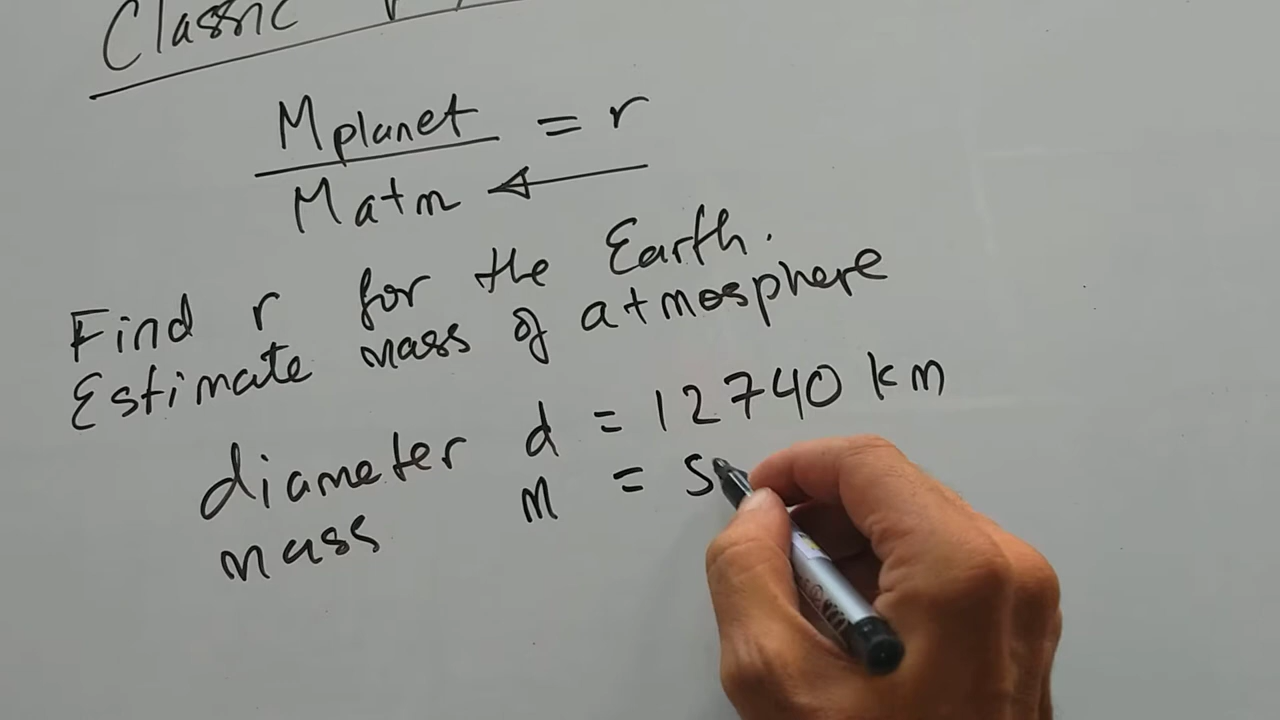 Classic
Mplanet
= r
Matm
Find r for the Earth.
Estimate mass of atmosphere
diameter d = 12740 km
mass m = 5